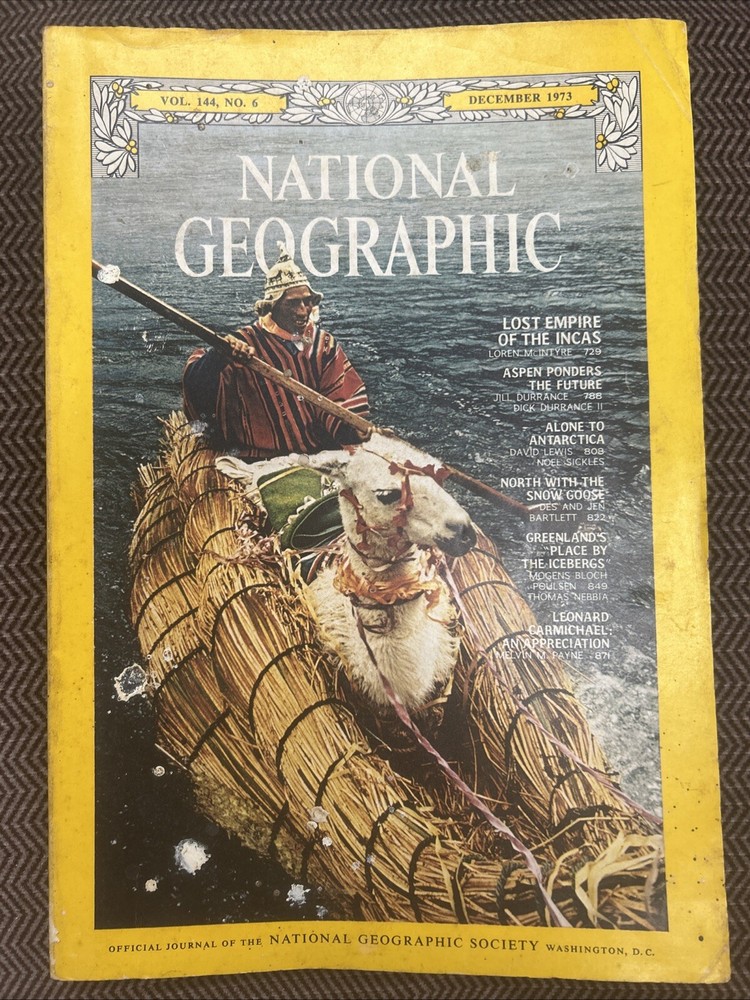 VOL. 144, NO. 6
DECEMBER 1973
NATIONAL
GEOGRAPHIC
LOST EMPIRE
OF THE INCAS
LOREN McINTYRE 729
ASPEN PONDERS
THE FUTURE
JILL DURRANCE 788
DICK DURRANCE II
ALONE TO
ANTARCTICA
DAVID LEWIS 808
NOEL SICKLES
NORTH WITH THE
SNOW GOOSE
DES AND JEN
BARTLETT 822
GREENLAND'S
"PLACE BY
THE ICEBERGS"
MOGENS BLOCH
POULSEN 849
THOMAS NEBBIA
LEONARD
CARMICHAEL:
AN APPRECIATION
MELVIN M. PAYNE 871
OFFICIAL JOURNAL OF THE NATIONAL GEOGRAPHIC SOCIETY WASHINGTON, D.C.